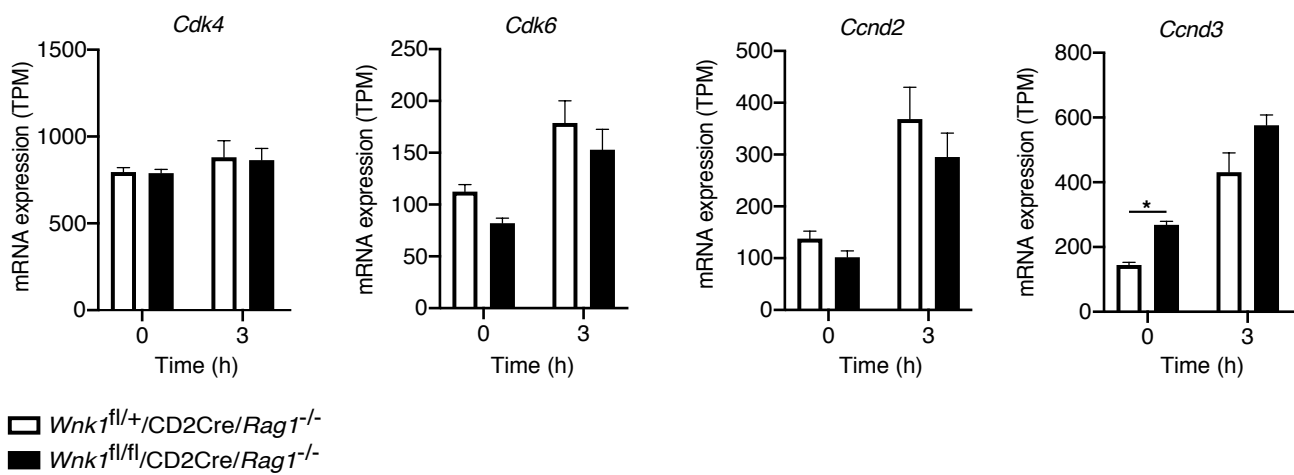 Cdk4
mRNA expression (TPM)
1500
1000
500
0
0 3
Time (h)
Cdk6
mRNA expression (TPM)
250
200
150
100
50
0
0 3
Time (h)
Ccnd2
mRNA expression (TPM)
500
400
300
200
100
0
0 3
Time (h)
Ccnd3
mRNA expression (TPM)
800
600
400
200
0
*
0 3
Time (h)
Wnk1fl/+/CD2Cre/Rag1-/-
Wnk1fl/fl/CD2Cre/Rag1-/-